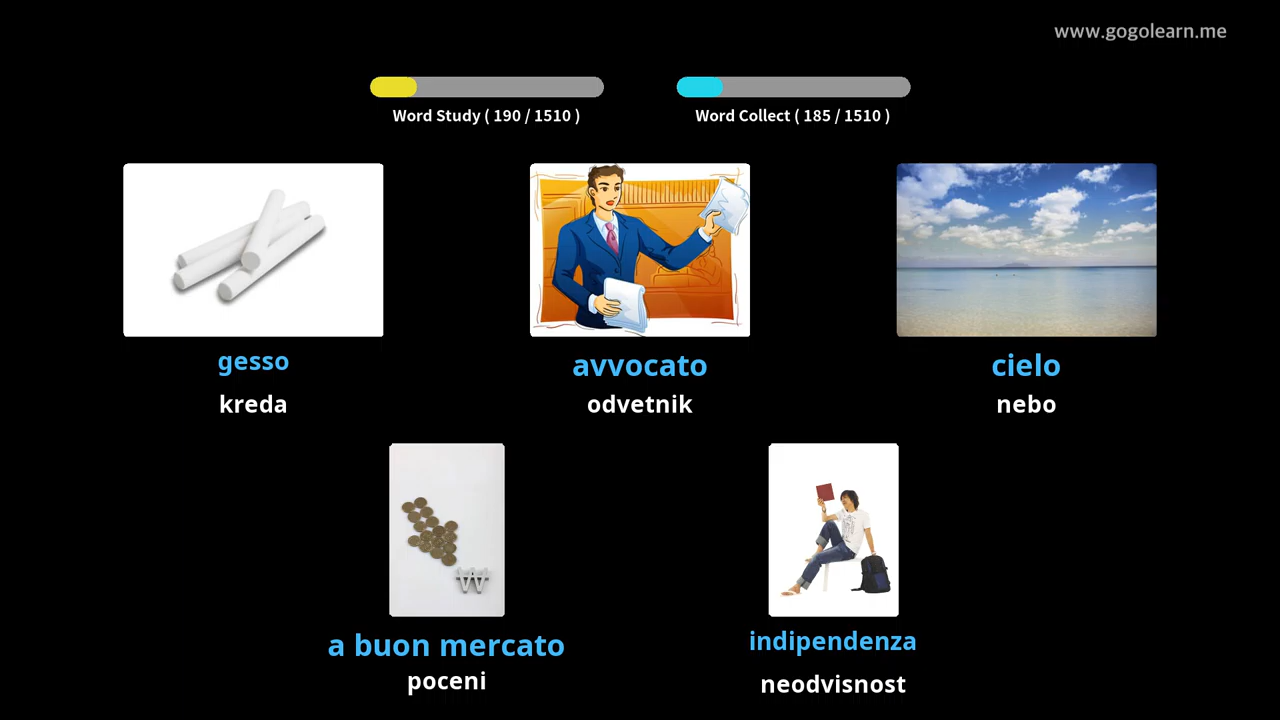 www.gogolearn.me
Word Study ( 190 / 1510 )
Word Collect ( 185 / 1510 )
gesso
avvocato
cielo
kreda
odvetnik
nebo
₩
a buon mercato
indipendenza
poceni
neodvisnost